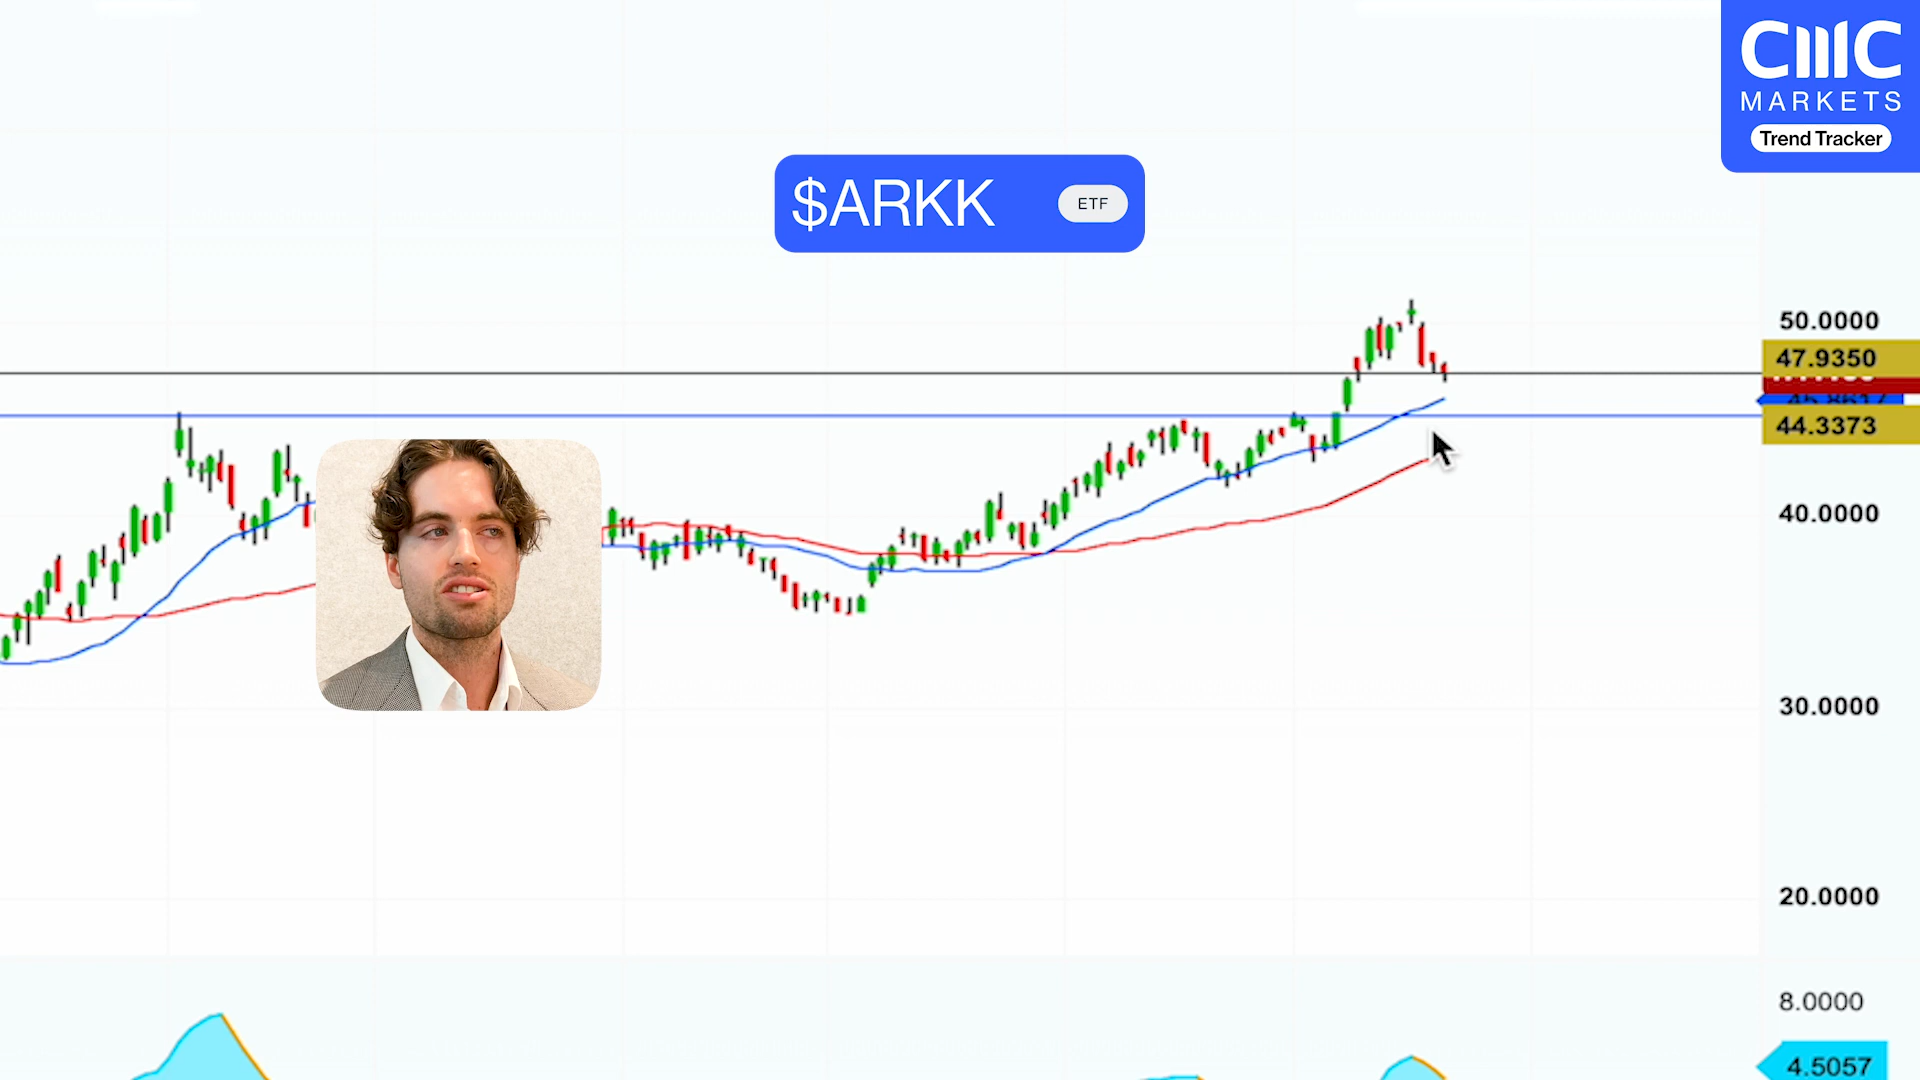 CMC
MARKETS
Trend Tracker
$ARKK
ETF
50.0000
47.9350
44.3373
40.0000
30.0000
20.0000
8.0000
4.5057